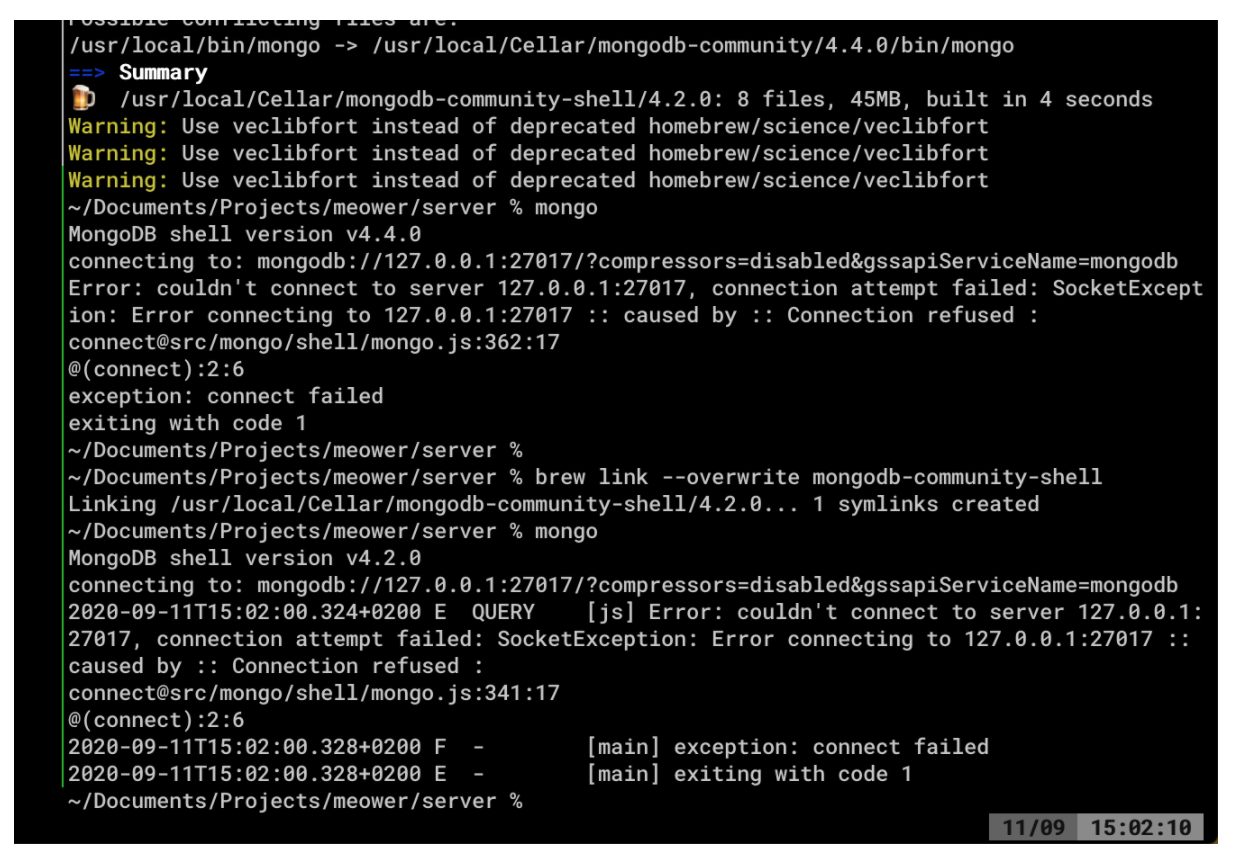 Possible conflicting files are:
/usr/local/bin/mongo -> /usr/local/Cellar/mongodb-community/4.4.0/bin/mongo
==> Summary
🍺 /usr/local/Cellar/mongodb-community-shell/4.2.0: 8 files, 45MB, built in 4 seconds
Warning: Use veclibfort instead of deprecated homebrew/science/veclibfort
Warning: Use veclibfort instead of deprecated homebrew/science/veclibfort
Warning: Use veclibfort instead of deprecated homebrew/science/veclibfort
~/Documents/Projects/meower/server % mongo
MongoDB shell version v4.4.0
connecting to: mongodb://127.0.0.1:27017/?compressors=disabled&gssapiServiceName=mongodb
Error: couldn't connect to server 127.0.0.1:27017, connection attempt failed: SocketExcept
ion: Error connecting to 127.0.0.1:27017 :: caused by :: Connection refused :
connect@src/mongo/shell/mongo.js:362:17
@(connect):2:6
exception: connect failed
exiting with code 1
~/Documents/Projects/meower/server %
~/Documents/Projects/meower/server % brew link --overwrite mongodb-community-shell
Linking /usr/local/Cellar/mongodb-community-shell/4.2.0... 1 symlinks created
~/Documents/Projects/meower/server % mongo
MongoDB shell version v4.2.0
connecting to: mongodb://127.0.0.1:27017/?compressors=disabled&gssapiServiceName=mongodb
2020-09-11T15:02:00.324+0200 E  QUERY    [js] Error: couldn't connect to server 127.0.0.1:
27017, connection attempt failed: SocketException: Error connecting to 127.0.0.1:27017 ::
caused by :: Connection refused :
connect@src/mongo/shell/mongo.js:341:17
@(connect):2:6
2020-09-11T15:02:00.328+0200 F  -        [main] exception: connect failed
2020-09-11T15:02:00.328+0200 E  -        [main] exiting with code 1
~/Documents/Projects/meower/server %
11/09 15:02:10